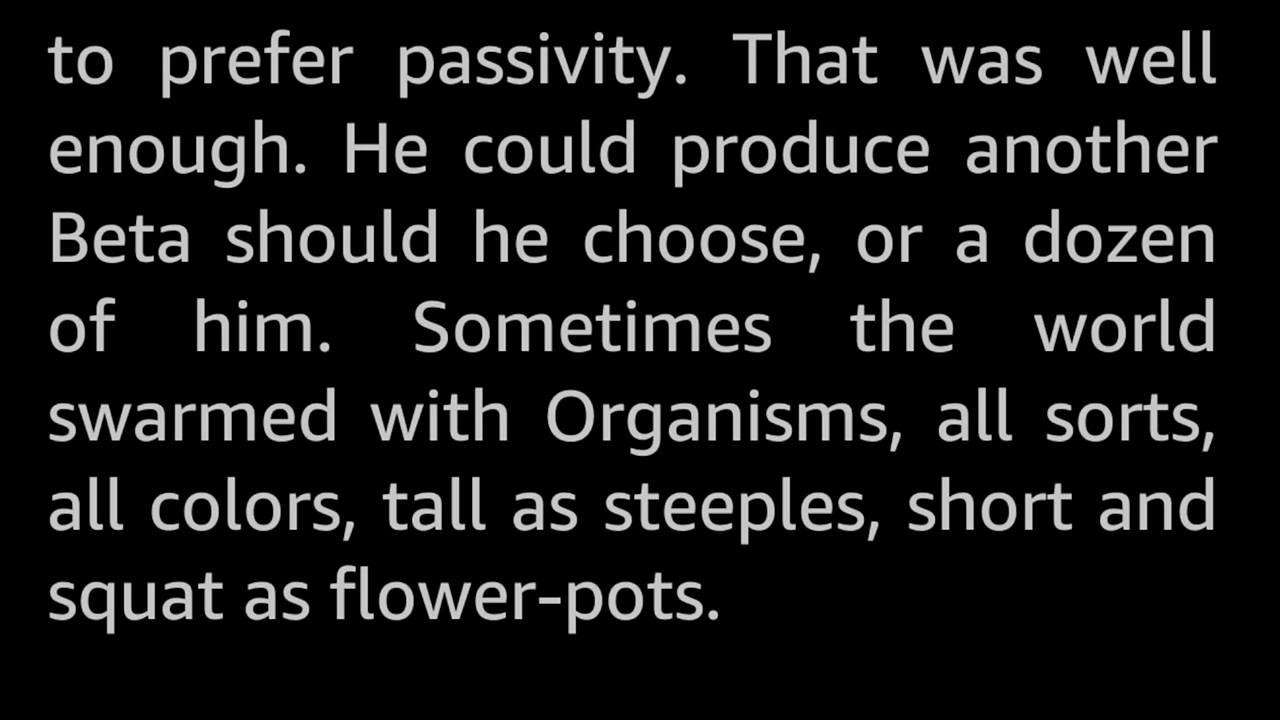 to prefer passivity. That was well
enough. He could produce another
Beta should he choose, or a dozen
of him. Sometimes the world
swarmed with Organisms, all sorts,
all colors, tall as steeples, short and
squat as flower-pots.